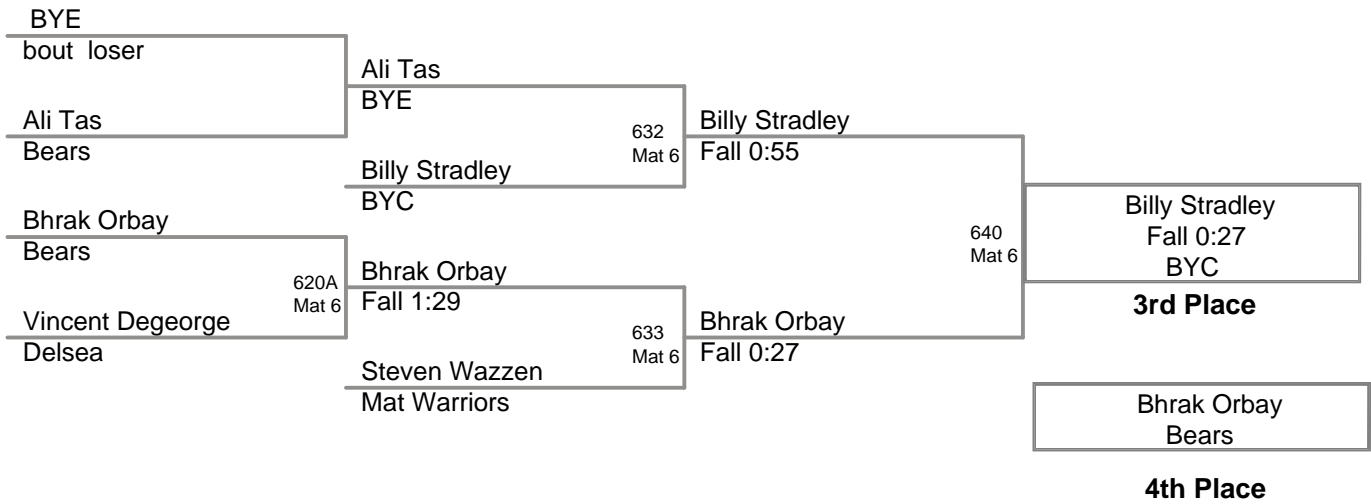 BYE
bout loser
Ali Tas
Bears
Bhrak Orbay
Bears
Vincent Degeorge
Delsea
620A
Mat 6
Ali Tas
BYE
Billy Stradley
BYC
632
Mat 6
Bhrak Orbay
Fall 1:29
Steven Wazzen
Mat Warriors
633
Mat 6
Billy Stradley
Fall 0:55
Bhrak Orbay
Fall 0:27
640
Mat 6
Billy Stradley
Fall 0:27
BYC
3rd Place
Bhrak Orbay
Bears
4th Place